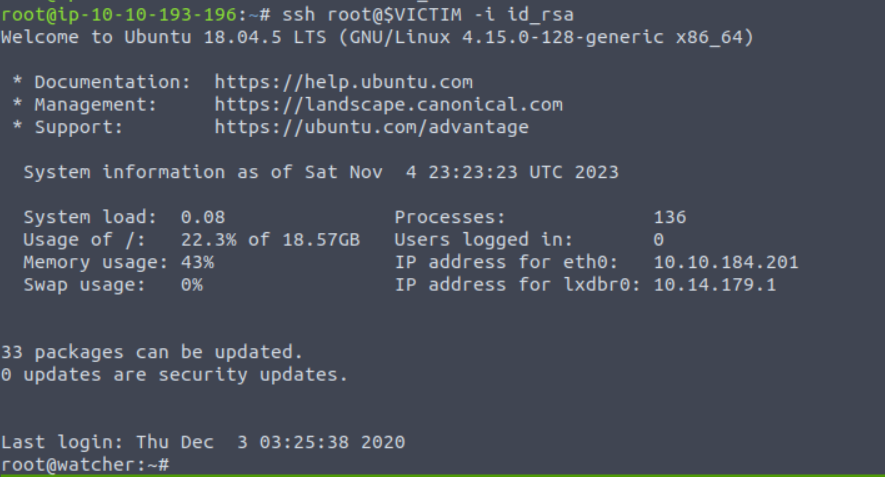 root@ip-10-10-193-196:~# ssh root@$VICTIM -i id_rsa
Welcome to Ubuntu 18.04.5 LTS (GNU/Linux 4.15.0-128-generic x86_64)
* Documentation: https://help.ubuntu.com
* Management: https://landscape.canonical.com
* Support: https://ubuntu.com/advantage
System information as of Sat Nov 4 23:23:23 UTC 2023
System load: 0.08 Processes: 136
Usage of /: 22.3% of 18.57GB Users logged in: 0
Memory usage: 43% IP address for eth0: 10.10.184.201
Swap usage: 0% IP address for lxdbr0: 10.14.179.1
33 packages can be updated.
0 updates are security updates.
Last login: Thu Dec 3 03:25:38 2020
root@watcher:~#